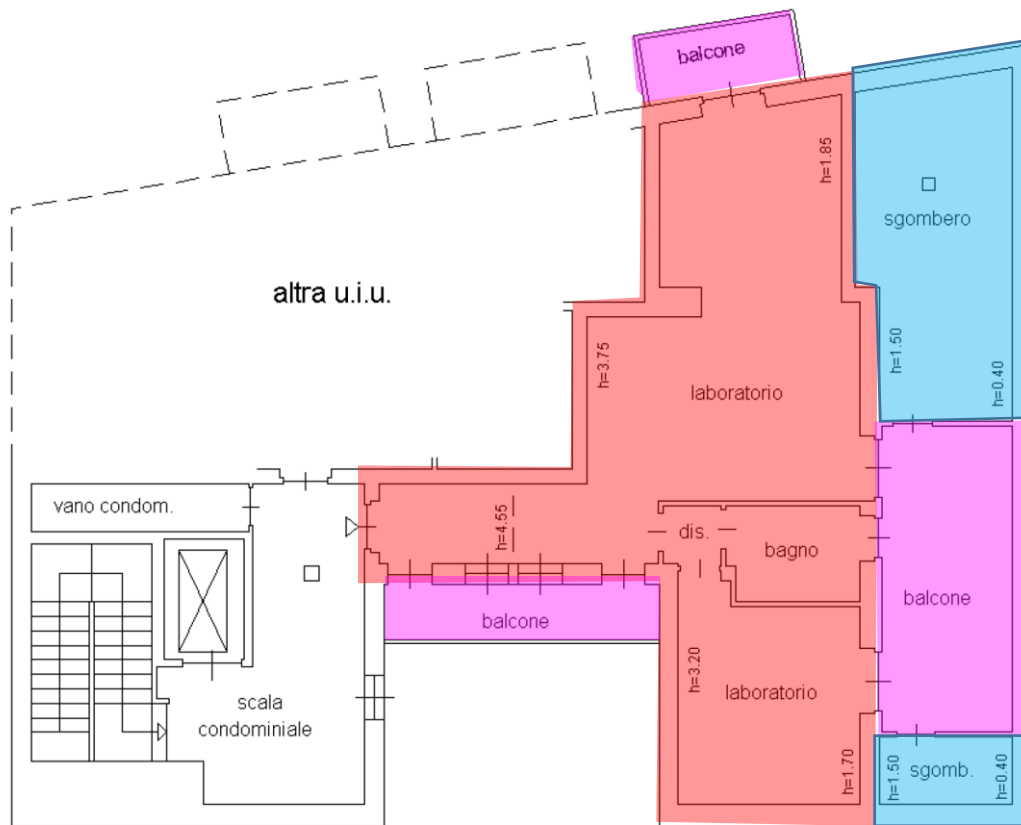 balcone
h=1.85
sgombero
altra u.i.u.
h=3.75
h=1.50
h=0.40
laboratorio
vano condom.
h=4.55
dis.
bagno
balcone
balcone
h=3.20
laboratorio
scala
condominiale
h=1.70
h=1.50
sgomb.
h=0.40